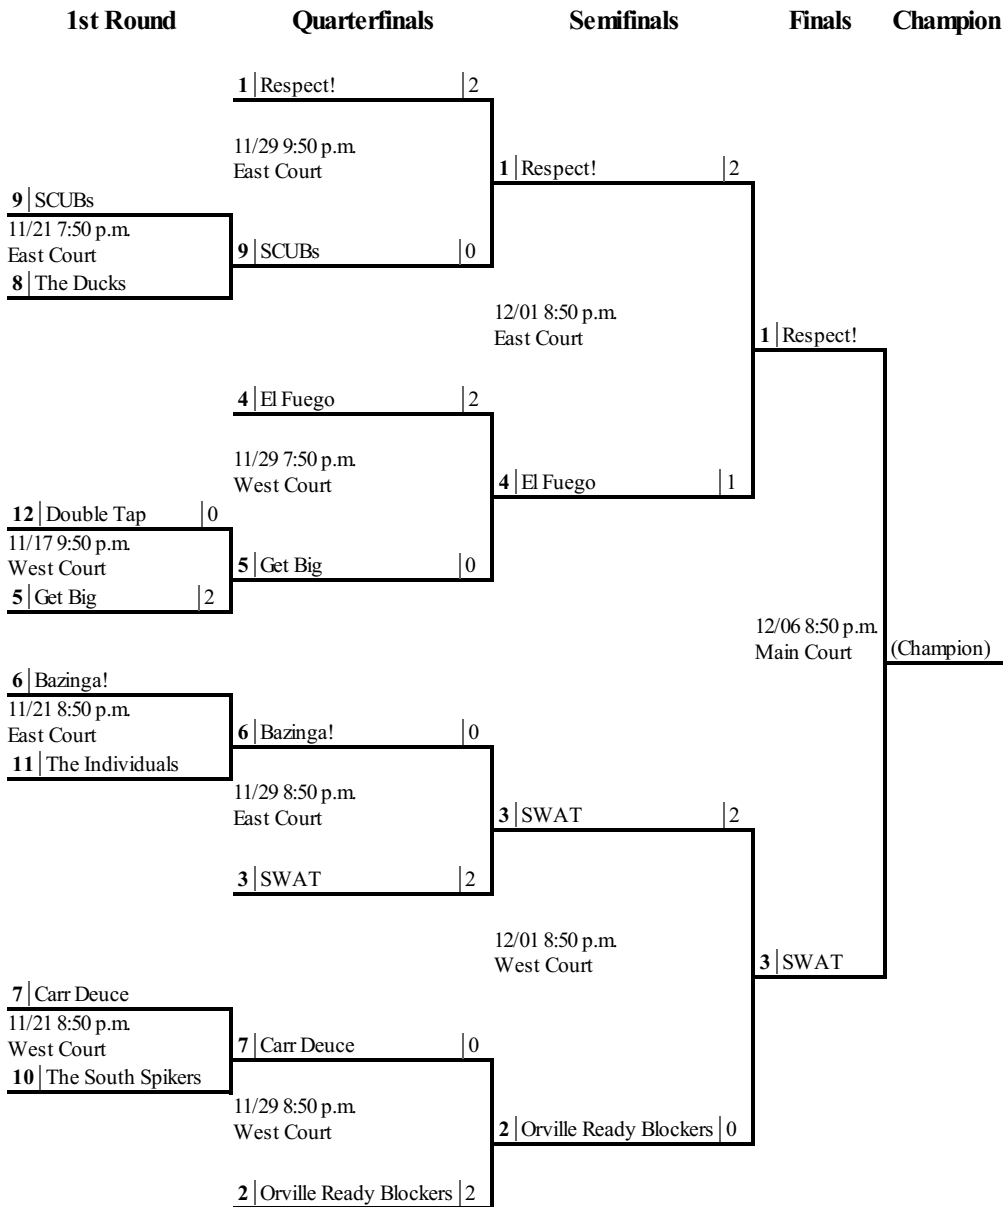 1st Round Quarterfinals Semifinals Finals Champion
1 Respect! 2
11/29 9:50 p.m.
East Court
1 Respect! 2
9 SCUBs
11/21 7:50 p.m.
East Court
9 SCUBs 0
8 The Ducks
12/01 8:50 p.m.
East Court
1 Respect!
4 El Fuego 2
11/29 7:50 p.m.
West Court
4 El Fuego 1
12 Double Tap 0
11/17 9:50 p.m.
West Court
5 Get Big 0
5 Get Big 2
12/06 8:50 p.m.
Main Court
(Champion)
6 Bazinga!
11/21 8:50 p.m.
East Court
6 Bazinga! 0
11 The Individuals
11/29 8:50 p.m.
East Court
3 SWAT 2
3 SWAT 2
12/01 8:50 p.m.
West Court
3 SWAT
7 Carr Deuce
11/21 8:50 p.m.
West Court
7 Carr Deuce 0
10 The South Spikers
11/29 8:50 p.m.
West Court
2 Orville Ready Blockers 0
2 Orville Ready Blockers 2